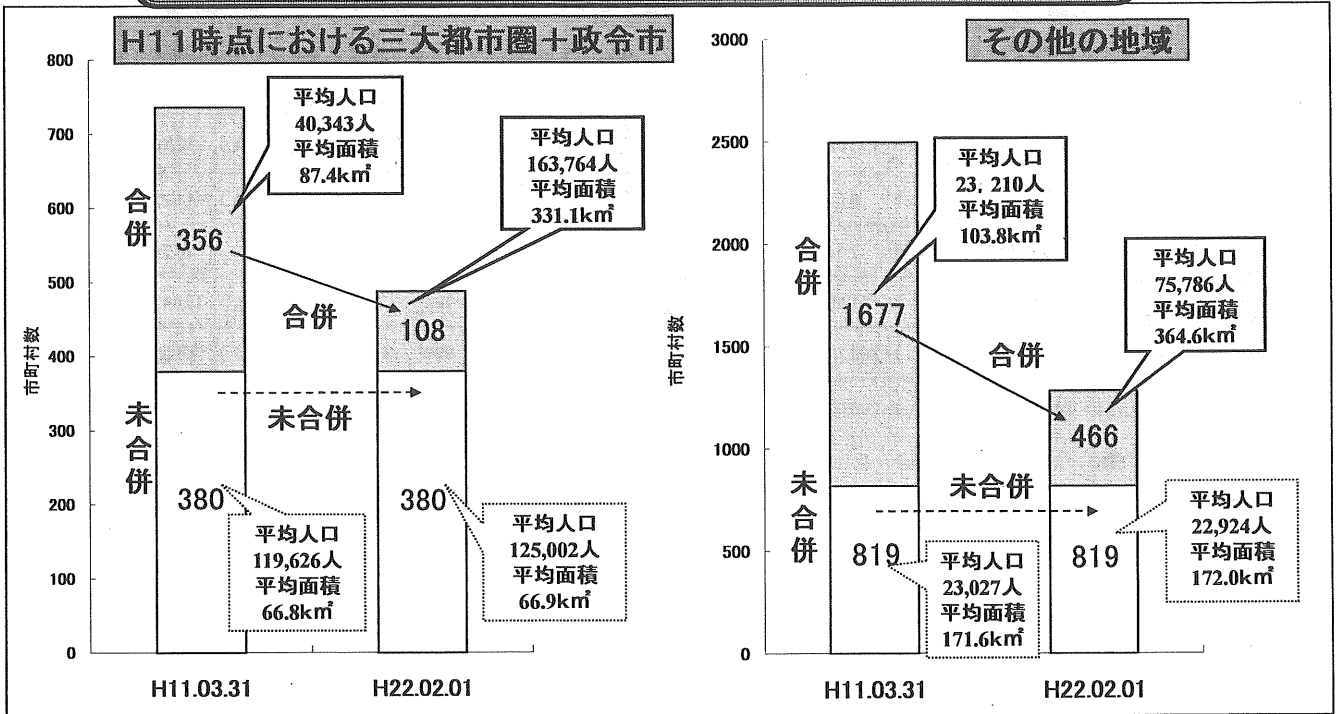 H11時点における三大都市圏+政令市
800
700
600
500
400
300
200
100
0
市町村数
合併
未合併
356
平均人口
40,343人
平均面積
87.4k㎡
合併
108
平均人口
163,764人
平均面積
331.1k㎡
未合併
380
平均人口
119,626人
平均面積
66.8k㎡
380
平均人口
125,002人
平均面積
66.9k㎡
H11.03.31
H22.02.01
その他の地域
3000
2500
2000
1500
1000
500
0
市町村数
合併
未合併
1677
平均人口
23, 210人
平均面積
103.8k㎡
合併
466
平均人口
75,786人
平均面積
364.6k㎡
未合併
819
平均人口
23,027人
平均面積
171.6k㎡
819
平均人口
22,924人
平均面積
172.0k㎡
H11.03.31
H22.02.01